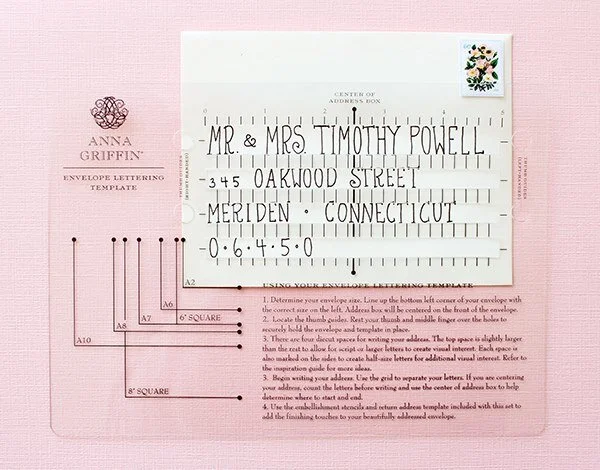 CENTER OF
ADDRESS BOX
0 1 2 3 4 5 6
MR. & MRS. TIMOTHY POWELL
345 OAKWOOD STREET
MERIDEN · CONNECTICUT
0·6·4·5·0
ANNA
GRIFFIN®
ENVELOPE LETTERING
TEMPLATE
THUMB GUIDES
(RIGHT-HANDED)
THUMB GUIDES
(LEFT-HANDED)
A2
A6
6" SQUARE
A7
A8
A10
8" SQUARE
USING YOUR ENVELOPE LETTERING TEMPLATE
1. Determine your envelope size. Line up the bottom left corner of your envelope with
the correct size on the left. Address box will be centered on the front of the envelope.
2. Locate the thumb guides. Rest your thumb and middle finger over the holes to
securely hold the envelope and template in place.
3. There are four diecut spaces for writing your address. The top space is slightly larger
than the rest to allow for script or larger letters to create visual interest. Each space is
also marked on the sides to create half-size letters for additional visual interest. Refer to
the inspiration guide for more ideas.
3. Begin writing your address. Use the grid to separate your letters. If you are centering
your address, count the letters before writing and use the center of address box to help
determine where to start and end.
4. Use the embellishment stencils and return address template included with this set to
add the finishing touches to your beautifully addressed envelope.